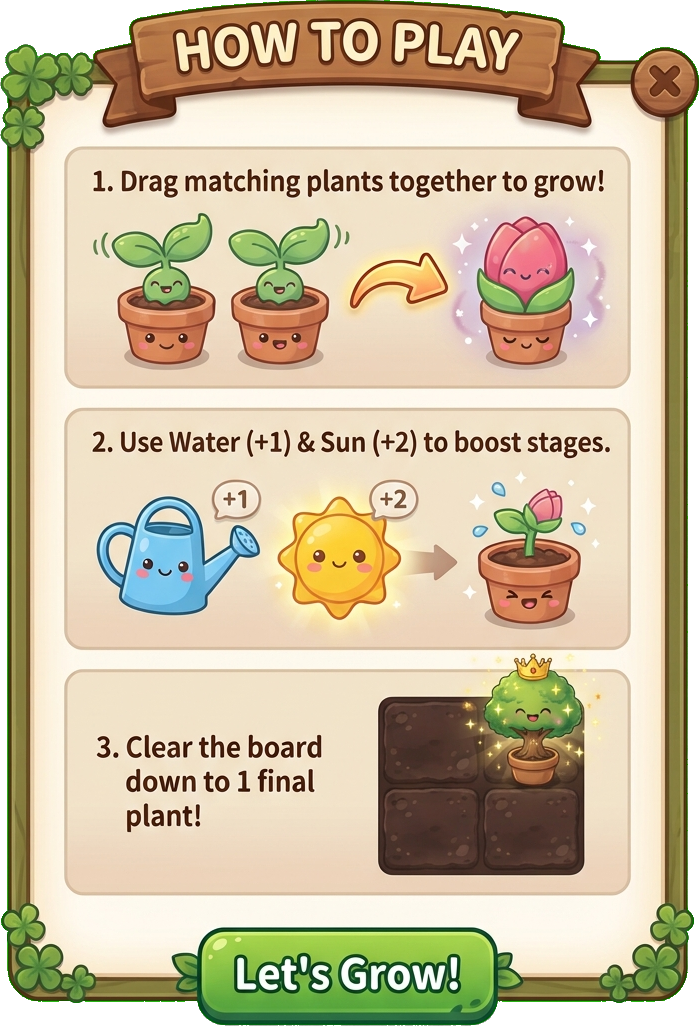 HOW TO PLAY
1. Drag matching plants together to grow!
2. Use Water (+1) & Sun (+2) to boost stages.
+1
+2
3. Clear the board
down to 1 final
plant!
Let's Grow!